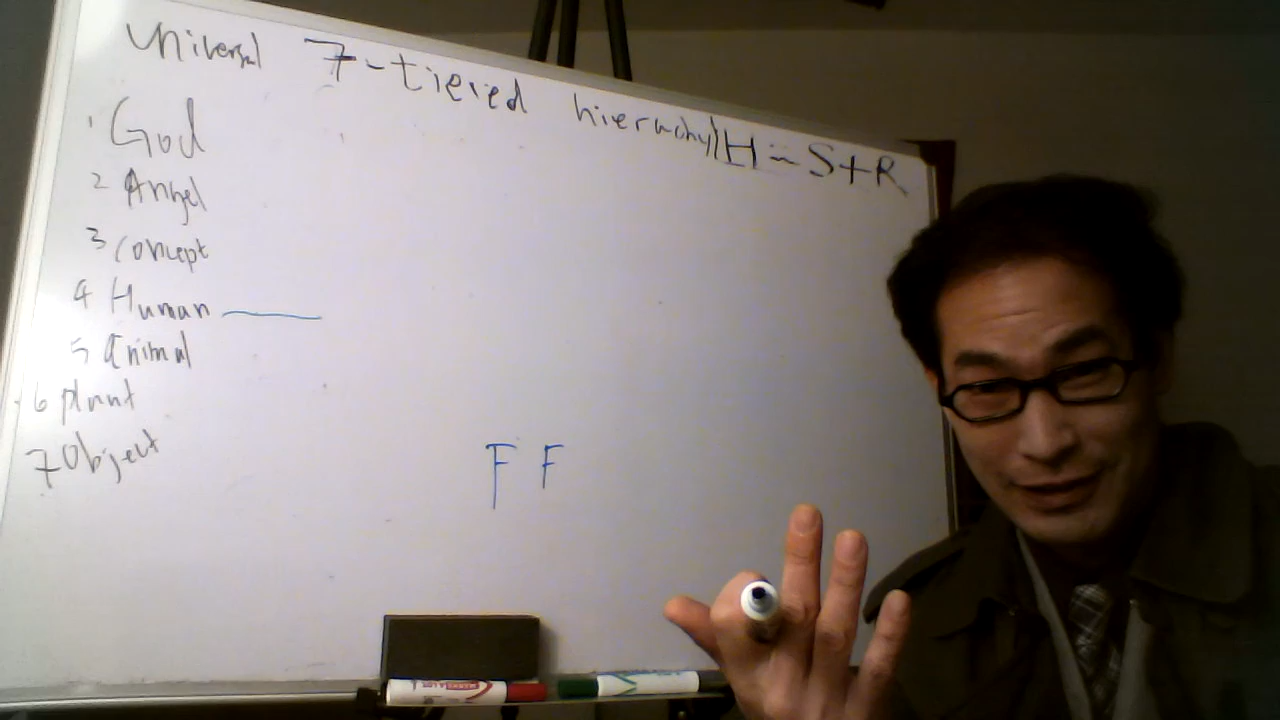 Universal 7-tiered hierarchy H = S+R
1 God
2 Angel
3 Concept
4 Human
5 Animal
6 plant
7 Object
F F